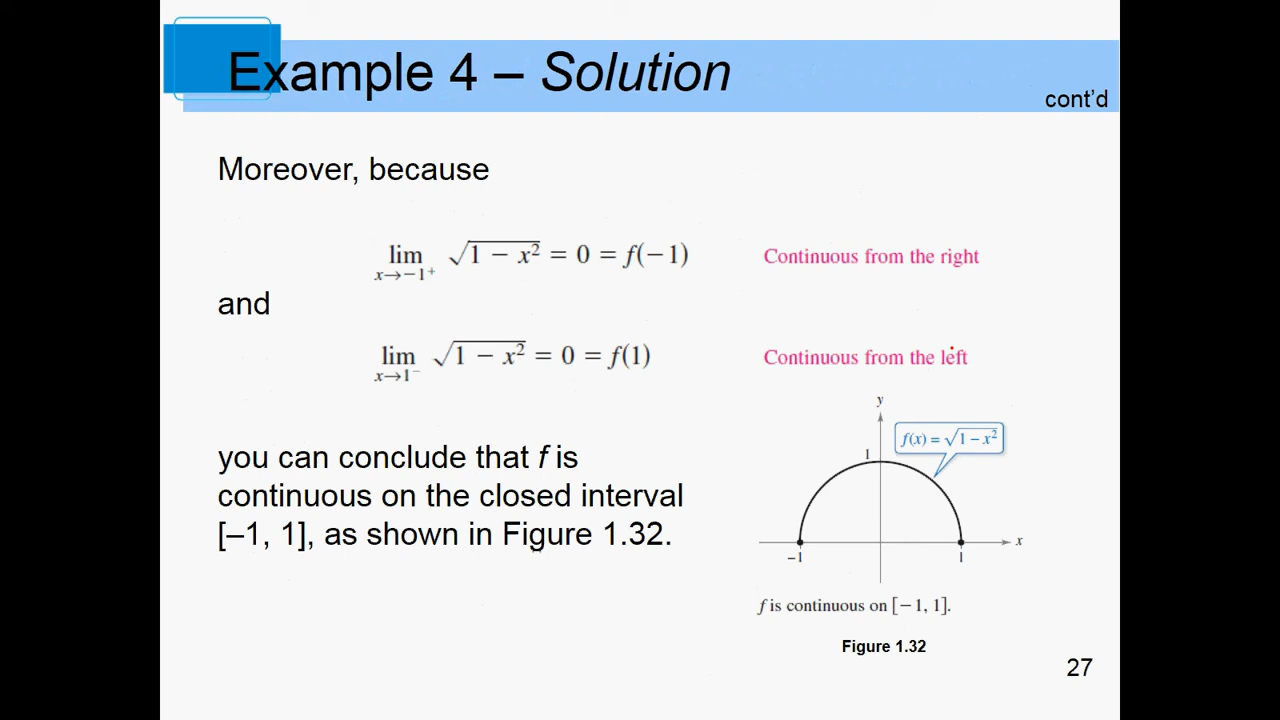 Example 4 – Solution
cont'd
Moreover, because
lim x→−1⁺ √(1 − x²) = 0 = f(−1) Continuous from the right
and
lim x→1⁻ √(1 − x²) = 0 = f(1) Continuous from the left
you can conclude that f is
continuous on the closed interval
[–1, 1], as shown in Figure 1.32.
y
f(x) = √(1 − x²)
1
x
−1
1
f is continuous on [−1, 1].
Figure 1.32
27